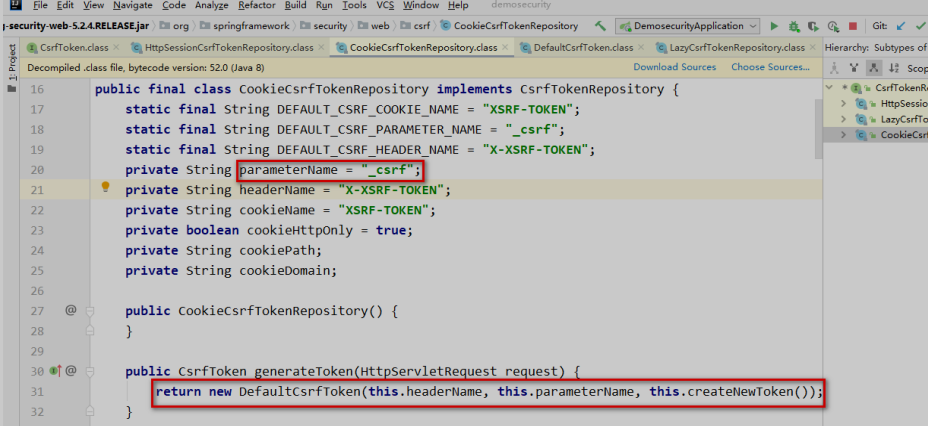 File Edit View Navigate Code Analyze Refactor Build Run Tools VCS Window Help demosecurity
-security-web-5.2.4.RELEASE.jar org springframework security web csrf CookieCsrfTokenRepository DemosecurityApplication Git:
CsrfToken.class HttpSessionCsrfTokenRepository.class CookieCsrfTokenRepository.class DefaultCsrfToken.class LazyCsrfTokenRepository.class Hierarchy: Subtypes of
1: Project
Decompiled .class file, bytecode version: 52.0 (Java 8) Download Sources Choose Sources...
Scop
CsrfTokenR
HttpSessio
LazyCsrfTo
CookieCsrf
16 public final class CookieCsrfTokenRepository implements CsrfTokenRepository {
17 static final String DEFAULT_CSRF_COOKIE_NAME = "XSRF-TOKEN";
18 static final String DEFAULT_CSRF_PARAMETER_NAME = "_csrf";
19 static final String DEFAULT_CSRF_HEADER_NAME = "X-XSRF-TOKEN";
20 private String parameterName = "_csrf";
21 private String headerName = "X-XSRF-TOKEN";
22 private String cookieName = "XSRF-TOKEN";
23 private boolean cookieHttpOnly = true;
24 private String cookiePath;
25 private String cookieDomain;
26
27 @ public CookieCsrfTokenRepository() {
28 }
29
30 @ public CsrfToken generateToken(HttpServletRequest request) {
31 return new DefaultCsrfToken(this.headerName, this.parameterName, this.createNewToken());
32 }